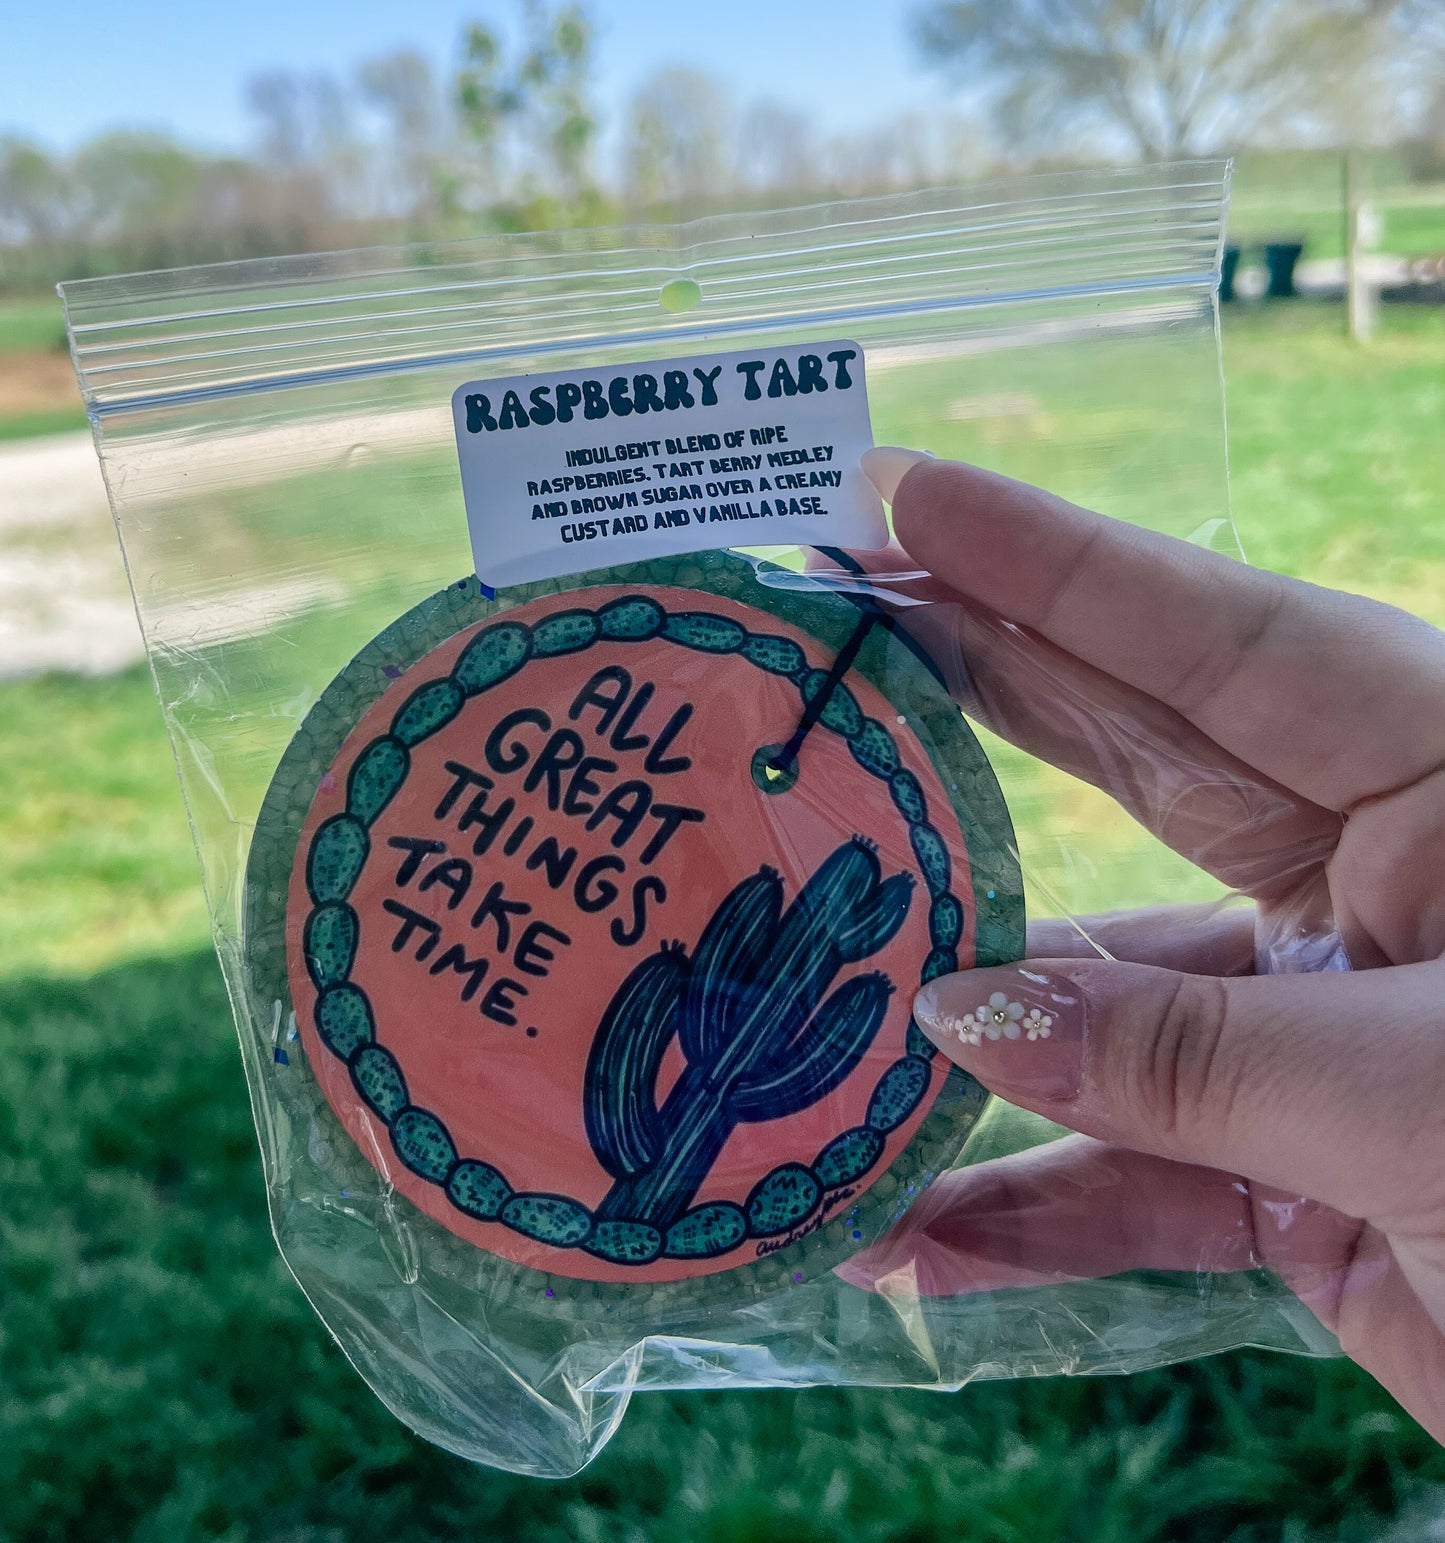 RASPBERRY TART
INDULGENT BLEND OF RIPE
RASPBERRIES, TART BERRY MEDLEY
AND BROWN SUGAR OVER A CREAMY
CUSTARD AND VANILLA BASE.
ALL
GREAT
THINGS
TAKE
TIME.